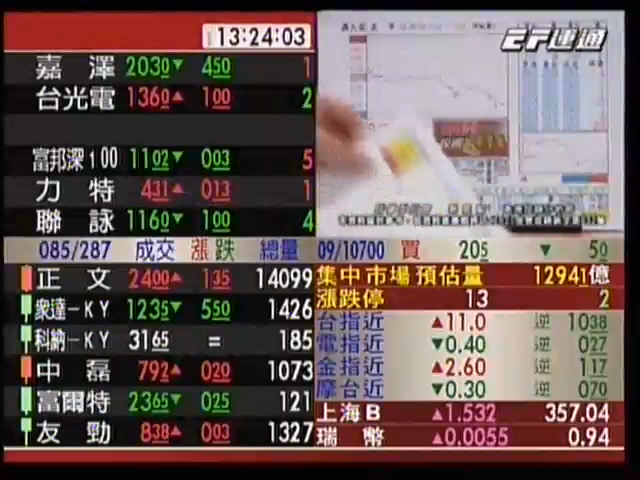 13:24:03
EF連通
嘉澤 2030▼ 450 1
台光電 1360▲ 100 2
富邦深100 1102▼ 003 5
力特 431▲ 013 1
聯詠 1160▼ 100 4
085/287 成交 漲跌 總量
09/10700 買 205 ▼ 50
正文 2400▲ 135 14099
眾達-KY 1235▼ 550 1426
科納-KY 3165 = 185
中磊 792▲ 020 1073
富爾特 2365▼ 025 121
友勁 838▲ 003 1327
集中市場預估量 12941億
漲跌停 13 2
台指近 ▲11.0 逆 1038
電指近 ▼0.40 逆 027
金指近 ▲2.60 逆 117
摩台近 ▼0.30 逆 070
上海B ▲1.532 357.04
瑞幣 ▲0.0055 0.94